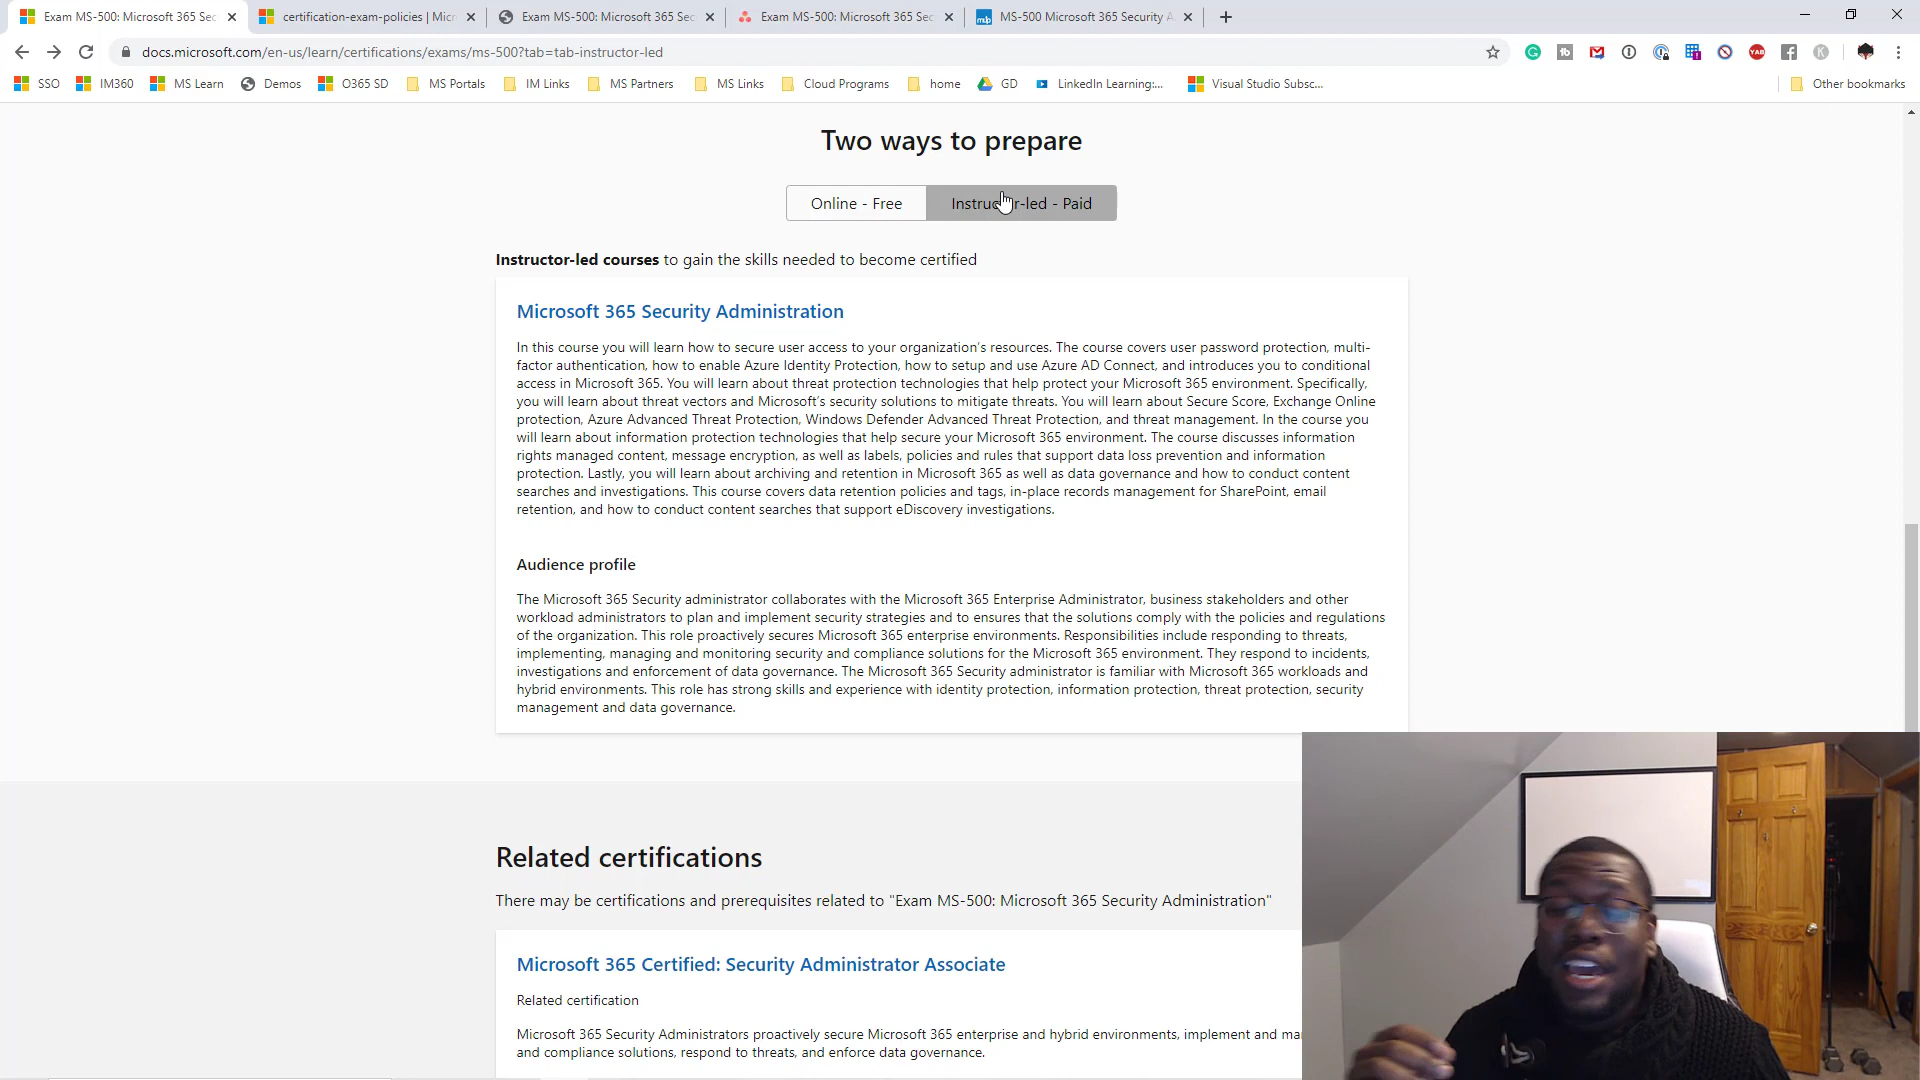 Exam MS-500: Microsoft 365 Sec
certification-exam-policies | Micr
Exam MS-500: Microsoft 365 Sec
Exam MS-500: Microsoft 365 Sec
MS-500 Microsoft 365 Security A
docs.microsoft.com/en-us/learn/certifications/exams/ms-500?tab=tab-instructor-led
SSO IM360 MS Learn Demos O365 SD MS Portals IM Links MS Partners MS Links Cloud Programs home GD LinkedIn Learning:... Visual Studio Subsc... Other bookmarks
Two ways to prepare
Online - Free
Instructor-led - Paid
Instructor-led courses to gain the skills needed to become certified
Microsoft 365 Security Administration
In this course you will learn how to secure user access to your organization's resources. The course covers user password protection, multi-
factor authentication, how to enable Azure Identity Protection, how to setup and use Azure AD Connect, and introduces you to conditional
access in Microsoft 365. You will learn about threat protection technologies that help protect your Microsoft 365 environment. Specifically,
you will learn about threat vectors and Microsoft's security solutions to mitigate threats. You will learn about Secure Score, Exchange Online
protection, Azure Advanced Threat Protection, Windows Defender Advanced Threat Protection, and threat management. In the course you
will learn about information protection technologies that help secure your Microsoft 365 environment. The course discusses information
rights managed content, message encryption, as well as labels, policies and rules that support data loss prevention and information
protection. Lastly, you will learn about archiving and retention in Microsoft 365 as well as data governance and how to conduct content
searches and investigations. This course covers data retention policies and tags, in-place records management for SharePoint, email
retention, and how to conduct content searches that support eDiscovery investigations.
Audience profile
The Microsoft 365 Security administrator collaborates with the Microsoft 365 Enterprise Administrator, business stakeholders and other
workload administrators to plan and implement security strategies and to ensures that the solutions comply with the policies and regulations
of the organization. This role proactively secures Microsoft 365 enterprise environments. Responsibilities include responding to threats,
implementing, managing and monitoring security and compliance solutions for the Microsoft 365 environment. They respond to incidents,
investigations and enforcement of data governance. The Microsoft 365 Security administrator is familiar with Microsoft 365 workloads and
hybrid environments. This role has strong skills and experience with identity protection, information protection, threat protection, security
management and data governance.
Related certifications
There may be certifications and prerequisites related to "Exam MS-500: Microsoft 365 Security Administration"
Microsoft 365 Certified: Security Administrator Associate
Related certification
Microsoft 365 Security Administrators proactively secure Microsoft 365 enterprise and hybrid environments, implement and ma
and compliance solutions, respond to threats, and enforce data governance.